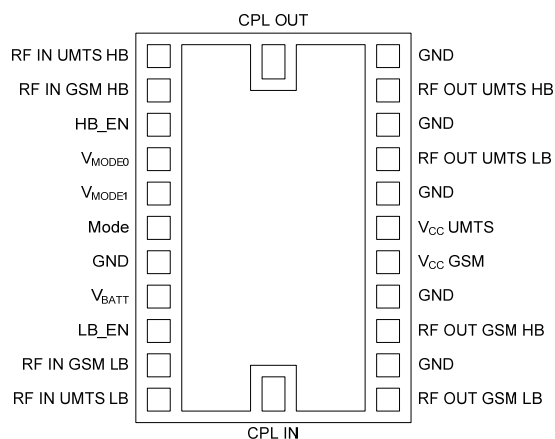 CPL OUT
RF IN UMTS HB
GND
RF IN GSM HB
RF OUT UMTS HB
HB_EN
GND
VMODE0
RF OUT UMTS LB
VMODE1
GND
Mode
VCC UMTS
GND
VCC GSM
VBATT
GND
LB_EN
RF OUT GSM HB
RF IN GSM LB
GND
RF IN UMTS LB
RF OUT GSM LB
CPL IN